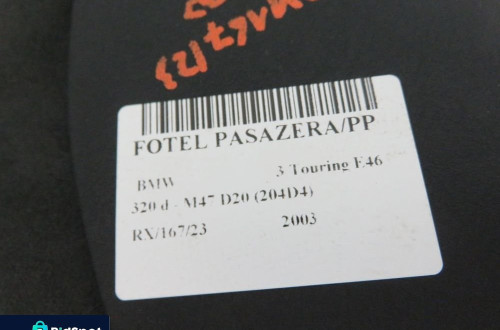 FOTEL PASAZERA/PP
BMW 3 Touring E46
320 d - M47 D20 (204D4)
RX/167/23 2003